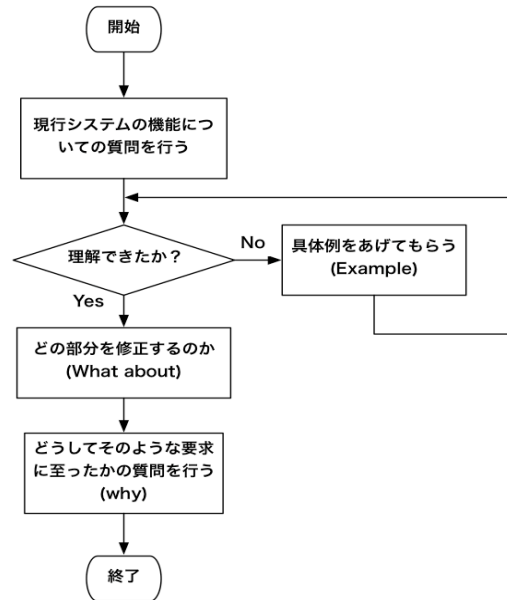 開始
現行システムの機能につ
いての質問を行う
理解できたか？
No
具体例をあげてもらう
(Example)
Yes
どの部分を修正するのか
(What about)
どうしてそのような要求
に至ったかの質問を行う
(why)
終了